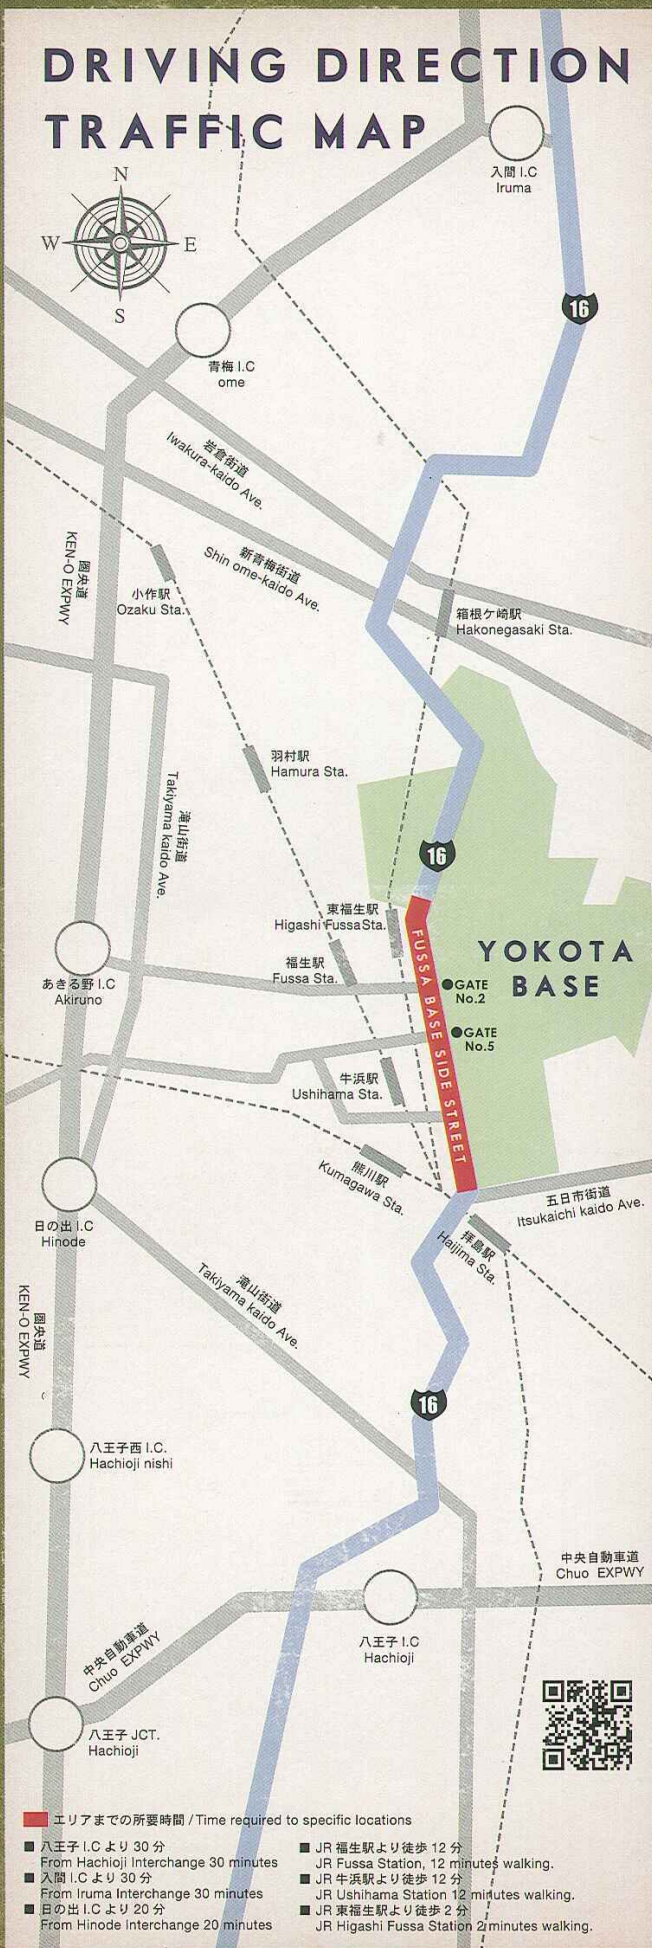 DRIVING DIRECTION
TRAFFIC MAP
N
W
E
S
入間 I.C
Iruma
16
青梅 I.C
ome
岩倉街道
Iwakura-kaido Ave.
新青梅街道
Shin ome-kaido Ave.
圏央道
KEN-O EXPWY
小作駅
Ozaku Sta.
箱根ケ崎駅
Hakonegasaki Sta.
羽村駅
Hamura Sta.
滝山街道
Takiyama kaido Ave.
16
東福生駅
Higashi FussaSta.
福生駅
Fussa Sta.
FUSSA BASE SIDE STREET
YOKOTA
BASE
GATE
No.2
GATE
No.5
あきる野 I.C
Akiruno
牛浜駅
Ushihama Sta.
熊川駅
Kumagawa Sta.
五日市街道
Itsukaichi kaido Ave.
拝島駅
Haijima Sta.
日の出 I.C
Hinode
滝山街道
Takiyama kaido Ave.
圏央道
KEN-O EXPWY
16
八王子西 I.C.
Hachioji nishi
中央自動車道
Chuo EXPWY
八王子 I.C
Hachioji
中央自動車道
Chuo EXPWY
八王子 JCT.
Hachioji
エリアまでの所要時間 / Time required to specific locations
■ 八王子 I.C より 30 分
From Hachioji Interchange 30 minutes
■ 入間 I.C より 30 分
From Iruma Interchange 30 minutes
■ 日の出 I.C より 20 分
From Hinode Interchange 20 minutes
■ JR 福生駅より徒歩 12 分
JR Fussa Station, 12 minutes walking.
■ JR 牛浜駅より徒歩 12 分
JR Ushihama Station 12 minutes walking.
■ JR 東福生駅より徒歩 2 分
JR Higashi Fussa Station 2 minutes walking.